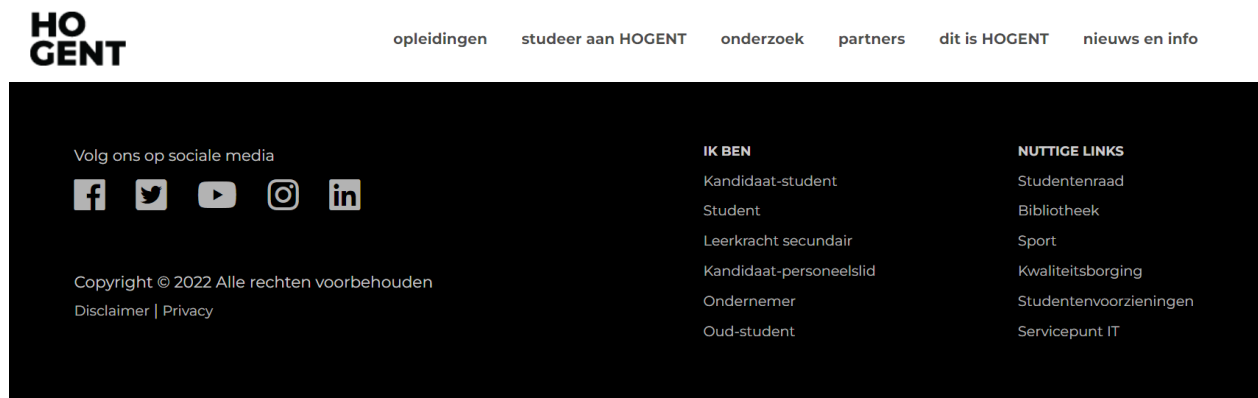 HO
GENT
opleidingen studeer aan HOGENT onderzoek partners dit is HOGENT nieuws en info
Volg ons op sociale media
Copyright © 2022 Alle rechten voorbehouden
Disclaimer | Privacy
IK BEN
Kandidaat-student
Student
Leerkracht secundair
Kandidaat-personeelslid
Ondernemer
Oud-student
NUTTIGE LINKS
Studentenraad
Bibliotheek
Sport
Kwaliteitsborging
Studentenvoorzieningen
Servicepunt IT